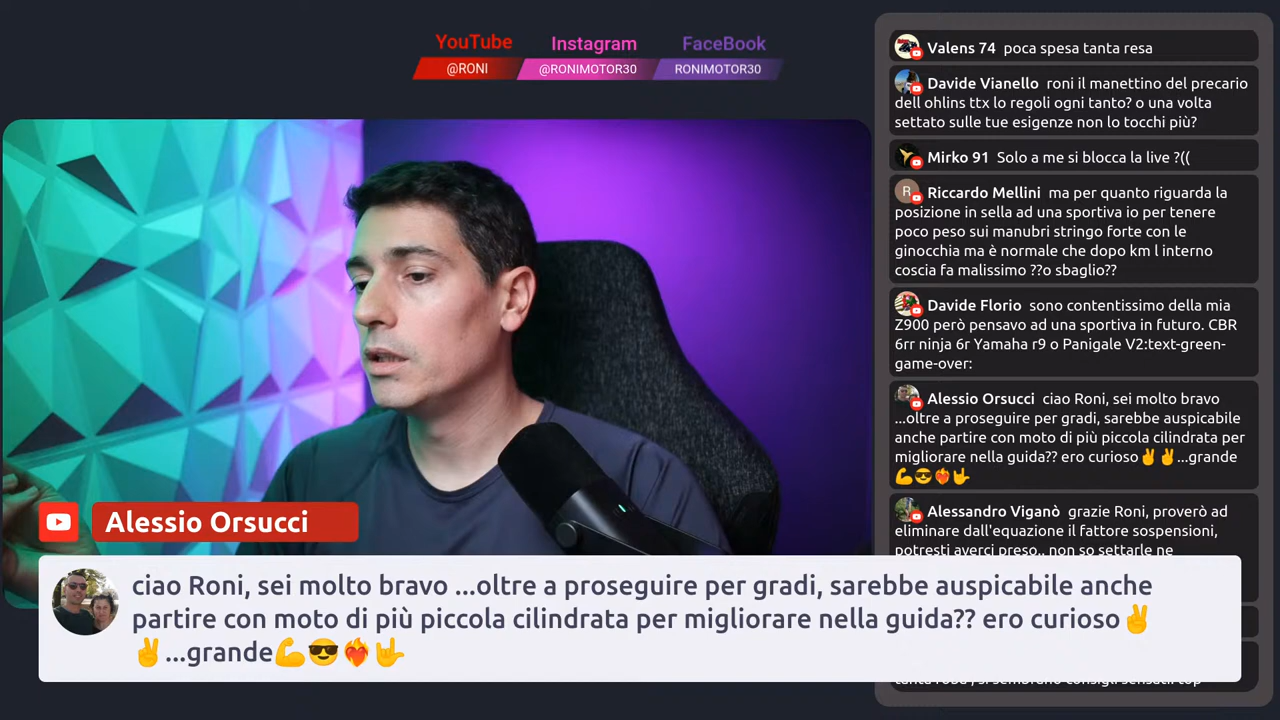 YouTube
Instagram
FaceBook
@RONI
@RONIMOTOR30
RONIMOTOR30
Valens 74 poca spesa tanta resa
Davide Vianello roni il manettino del precario
dell ohlins ttx lo regoli ogni tanto? o una volta
settato sulle tue esigenze non lo tocchi più?
Mirko 91 Solo a me si blocca la live ?((
R
Riccardo Mellini ma per quanto riguarda la
posizione in sella ad una sportiva io per tenere
poco peso sui manubri stringo forte con le
ginocchia ma è normale che dopo km l interno
coscia fa malissimo ??o sbaglio??
Davide Florio sono contentissimo della mia
Z900 però pensavo ad una sportiva in futuro. CBR
6rr ninja 6r Yamaha r9 o Panigale V2:text-green-
game-over:
Alessio Orsucci ciao Roni, sei molto bravo
...oltre a proseguire per gradi, sarebbe auspicabile
anche partire con moto di più piccola cilindrata per
migliorare nella guida?? ero curioso✌✌...grande
💪😎❤️‍🔥🤟
Alessandro Viganò grazie Roni, proverò ad
eliminare dall'equazione il fattore sospensioni,
potresti averci preso.. non so settarle ne
Alessio Orsucci
ciao Roni, sei molto bravo ...oltre a proseguire per gradi, sarebbe auspicabile anche
partire con moto di più piccola cilindrata per migliorare nella guida?? ero curioso✌
✌...grande💪😎❤️‍🔥🤟